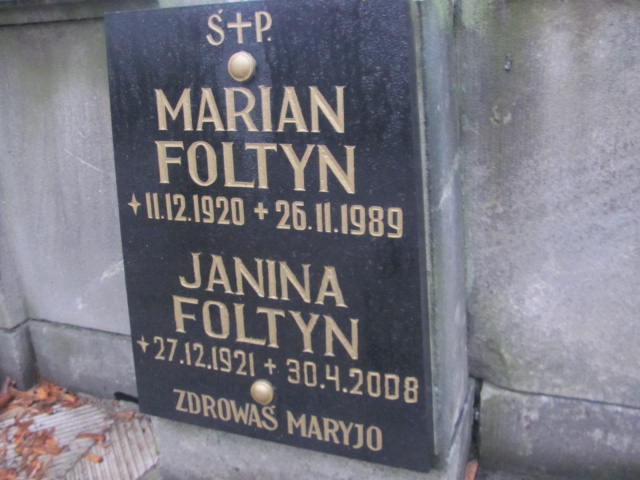 Ś+P.
MARIAN
FOLTYN
+ 11.12.1920 + 26.11.1989
JANINA
FOLTYN
+ 27.12.1921 + 30.4.2008
ZDROWAŚ MARYJO